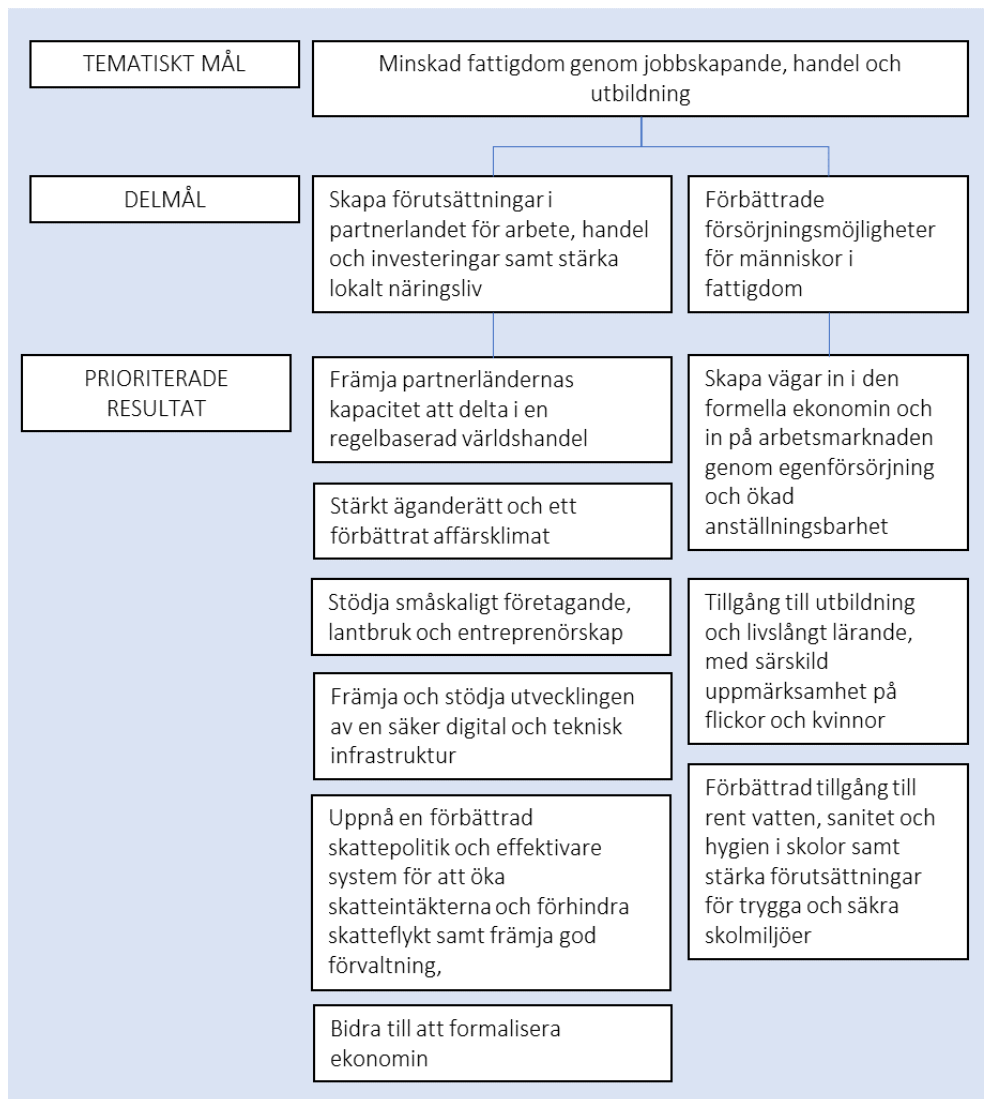 TEMATISKT MÅL
Minskad fattigdom genom jobbskapande, handel och
utbildning
DELMÅL
Skapa förutsättningar i
partnerlandet för arbete, handel
och investeringar samt stärka
lokalt näringsliv
Förbättrade
försörjningsmöjligheter
för människor i
fattigdom
PRIORITERADE
RESULTAT
Främja partnerländernas
kapacitet att delta i en
regelbaserad världshandel
Stärkt äganderätt och ett
förbättrat affärsklimat
Stödja småskaligt företagande,
lantbruk och entreprenörskap
Främja och stödja utvecklingen
av en säker digital och teknisk
infrastruktur
Uppnå en förbättrad
skattepolitik och effektivare
system för att öka
skatteintäkterna och förhindra
skatteflykt samt främja god
förvaltning,
Bidra till att formalisera
ekonomin
Skapa vägar in i den
formella ekonomin och
in på arbetsmarknaden
genom egenförsörjning
och ökad
anställningsbarhet
Tillgång till utbildning
och livslångt lärande,
med särskild
uppmärksamhet på
flickor och kvinnor
Förbättrad tillgång till
rent vatten, sanitet och
hygien i skolor samt
stärka förutsättningar
för trygga och säkra
skolmiljöer